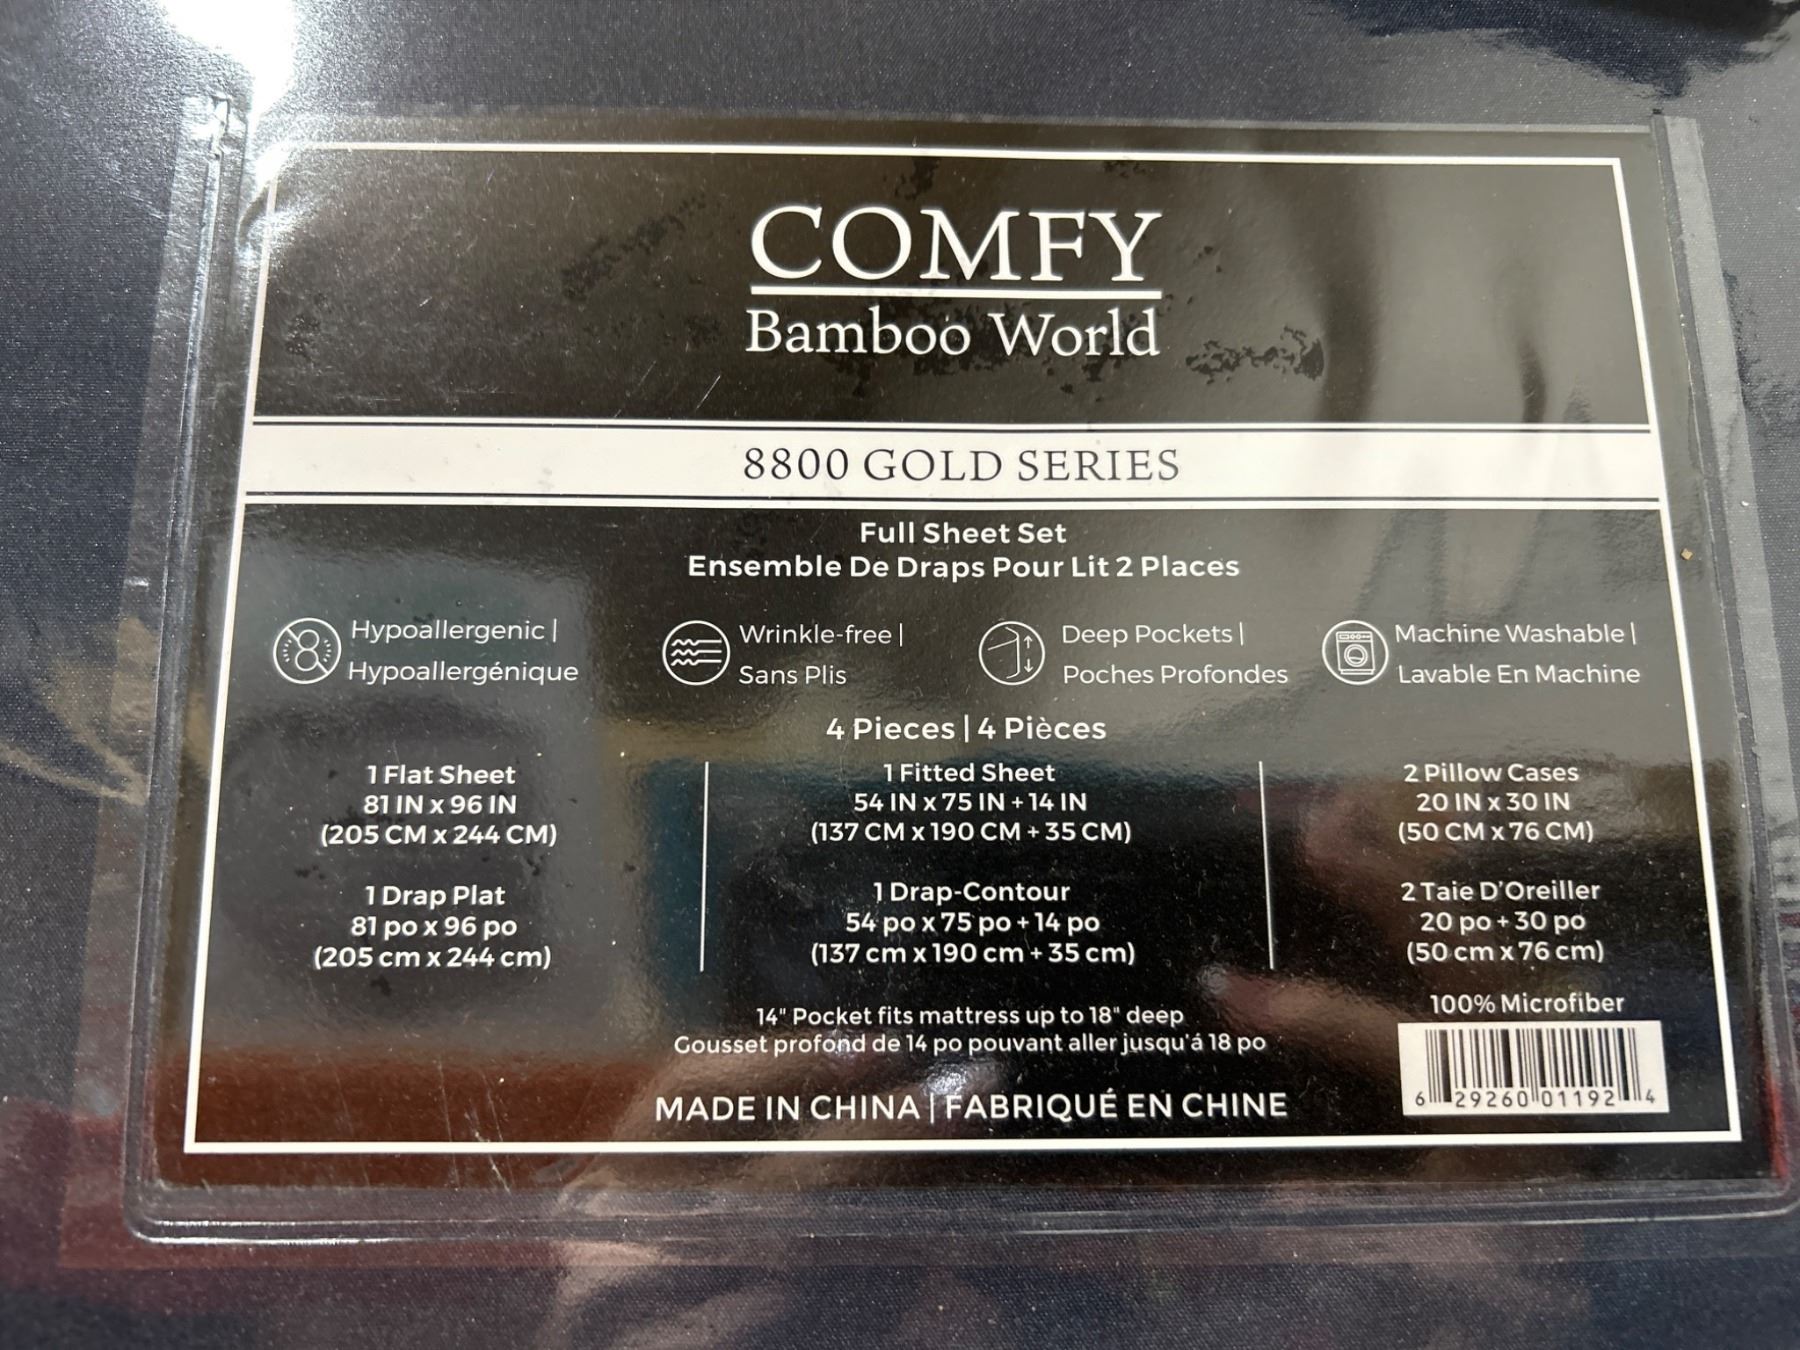 COMFY
Bamboo World
8800 GOLD SERIES
Full Sheet Set
Ensemble De Draps Pour Lit 2 Places
Hypoallergenic |
Hypoallergénique
Wrinkle-free |
Sans Plis
Deep Pockets |
Poches Profondes
Machine Washable |
Lavable En Machine
4 Pieces | 4 Pièces
1 Flat Sheet
81 IN x 96 IN
(205 CM x 244 CM)
1 Drap Plat
81 po x 96 po
(205 cm x 244 cm)
1 Fitted Sheet
54 IN x 75 IN + 14 IN
(137 CM x 190 CM + 35 CM)
1 Drap-Contour
54 po x 75 po + 14 po
(137 cm x 190 cm + 35 cm)
2 Pillow Cases
20 IN x 30 IN
(50 CM x 76 CM)
2 Taie D'Oreiller
20 po + 30 po
(50 cm x 76 cm)
14" Pocket fits mattress up to 18" deep
Gousset profond de 14 po pouvant aller jusqu'á 18 po
MADE IN CHINA | FABRIQUÉ EN CHINE
100% Microfiber
6 29260 01192 4